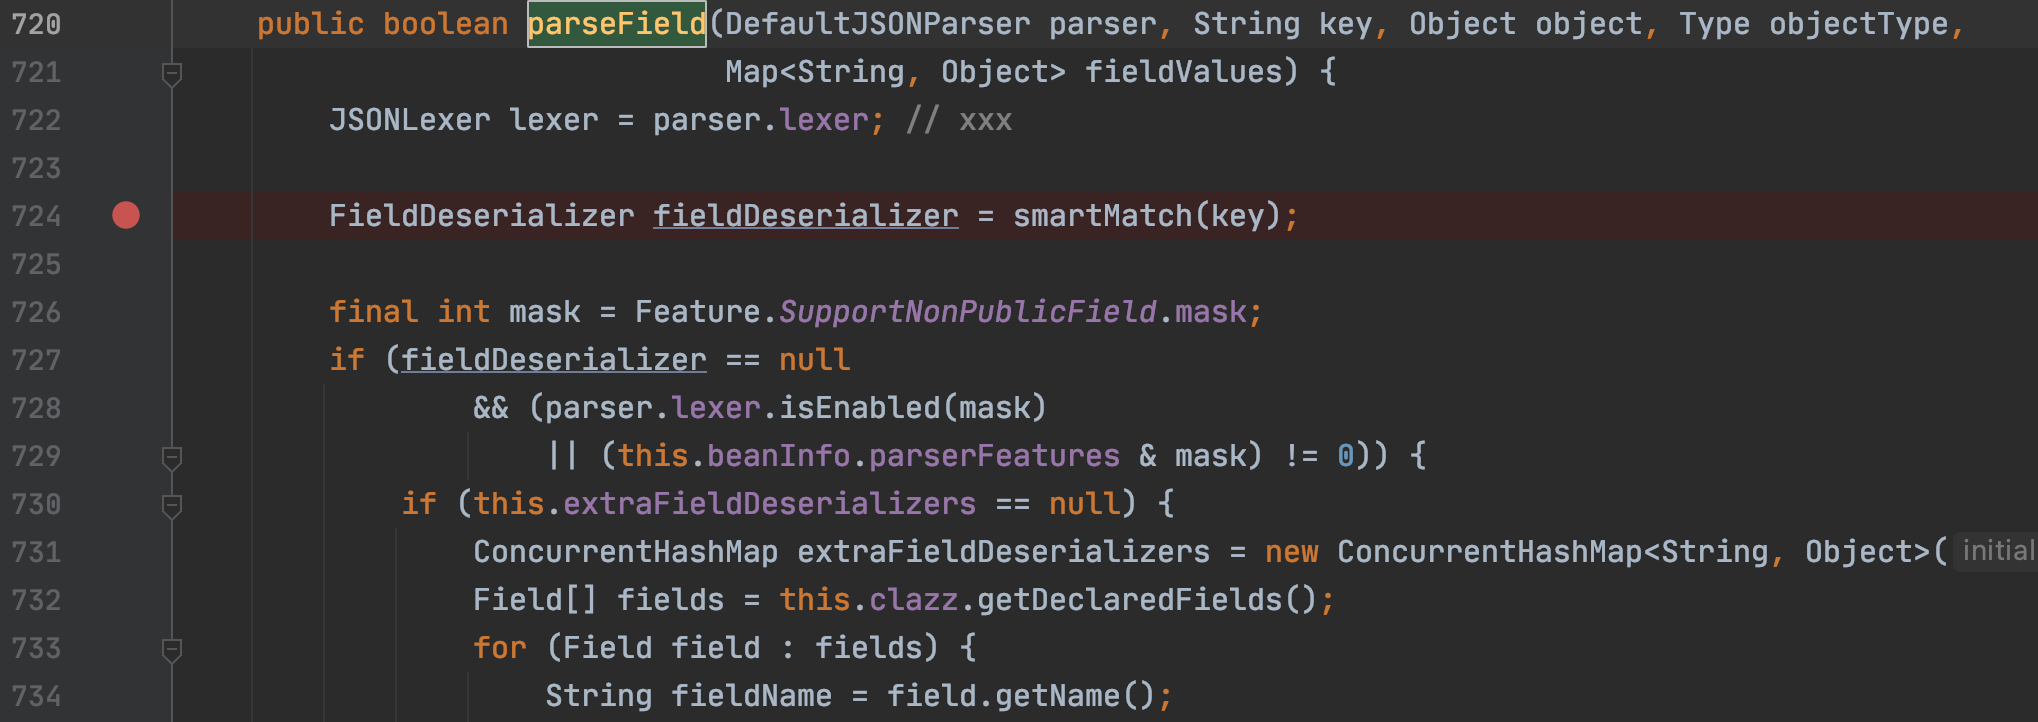 720 public boolean parseField(DefaultJSONParser parser, String key, Object object, Type objectType,
721 Map<String, Object> fieldValues) {
722 JSONLexer lexer = parser.lexer; // xxx
723
724 FieldDeserializer fieldDeserializer = smartMatch(key);
725
726 final int mask = Feature.SupportNonPublicField.mask;
727 if (fieldDeserializer == null
728 && (parser.lexer.isEnabled(mask)
729 || (this.beanInfo.parserFeatures & mask) != 0)) {
730 if (this.extraFieldDeserializers == null) {
731 ConcurrentHashMap extraFieldDeserializers = new ConcurrentHashMap<String, Object>( initial
732 Field[] fields = this.clazz.getDeclaredFields();
733 for (Field field : fields) {
734 String fieldName = field.getName();